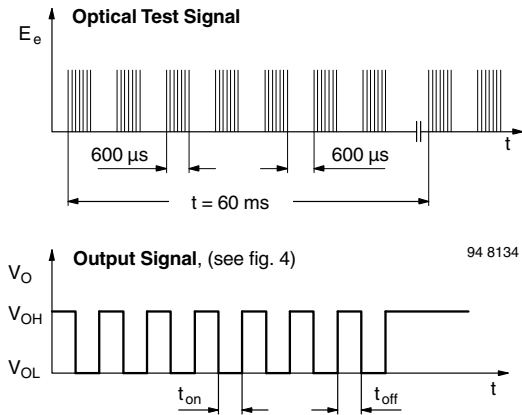 Optical Test Signal
E e
t
600 µs
600 µs
t = 60 ms
Output Signal, (see fig. 4)
94 8134
VO
VOH
VOL
ton
toff
t